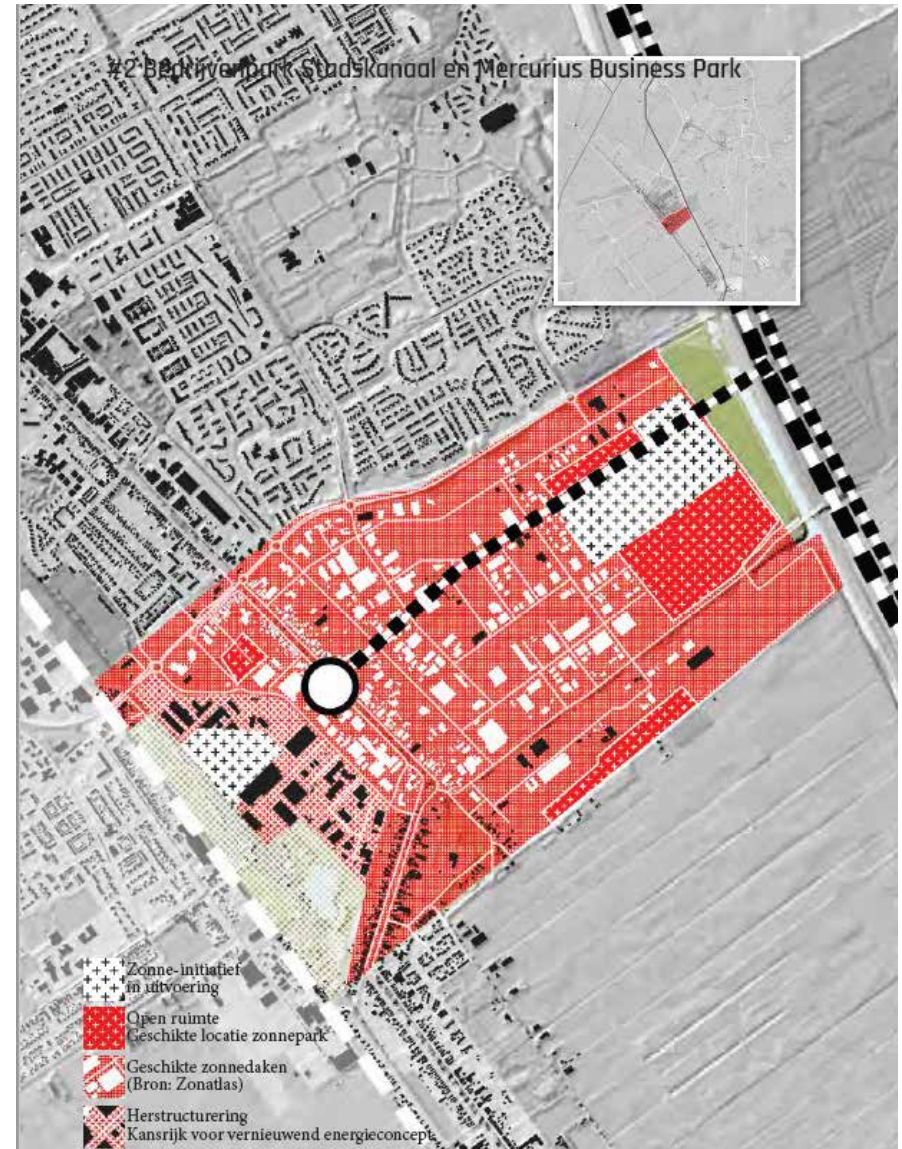 #2 Bedrijvenpark Stadskanaal en Mercurius Business Park
Zonne-initiatief
in uitvoering
Open ruimte
Geschikte locatie zonnepark
Geschikte zonnedaken
(Bron: Zonatlas)
Herstructurering
Kansrijk voor vernieuwend energieconcept